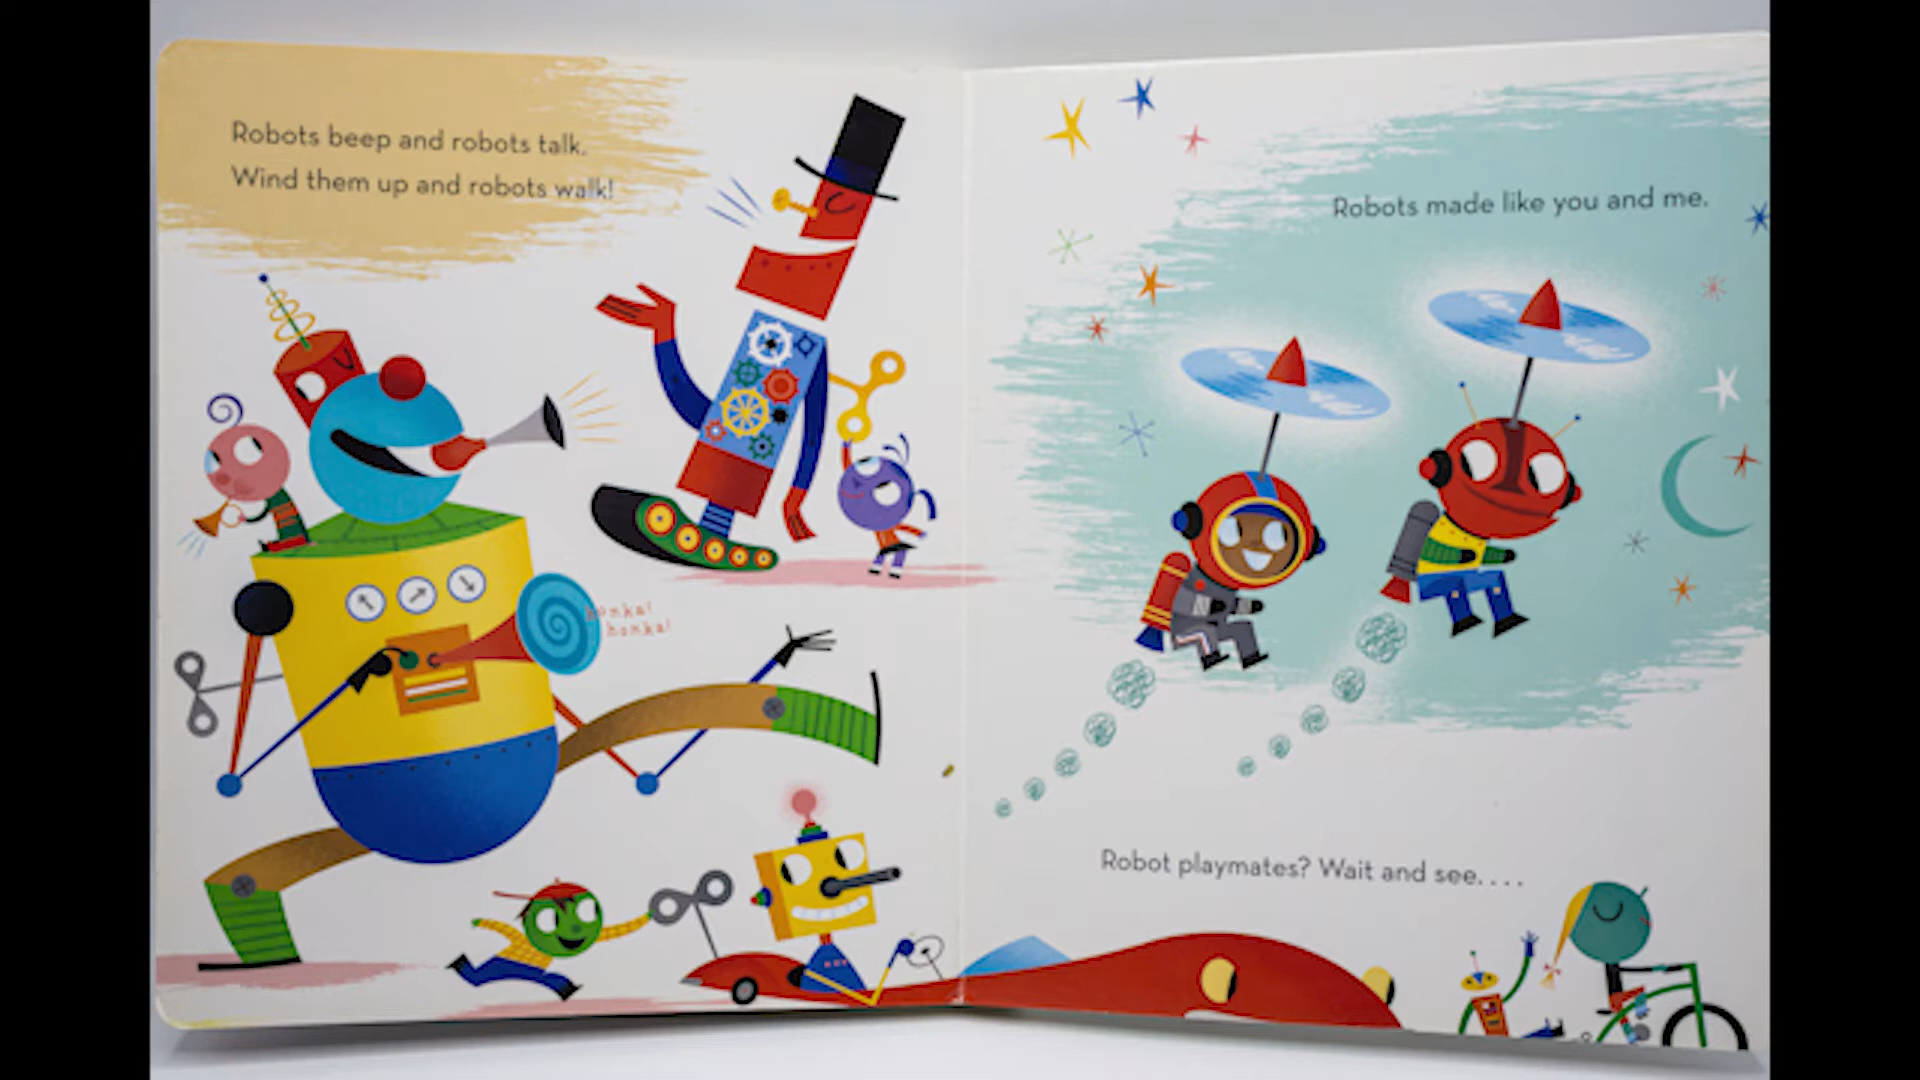 Robots beep and robots talk.
Wind them up and robots walk!
honka!
honka!
Robots made like you and me.
Robot playmates? Wait and see....